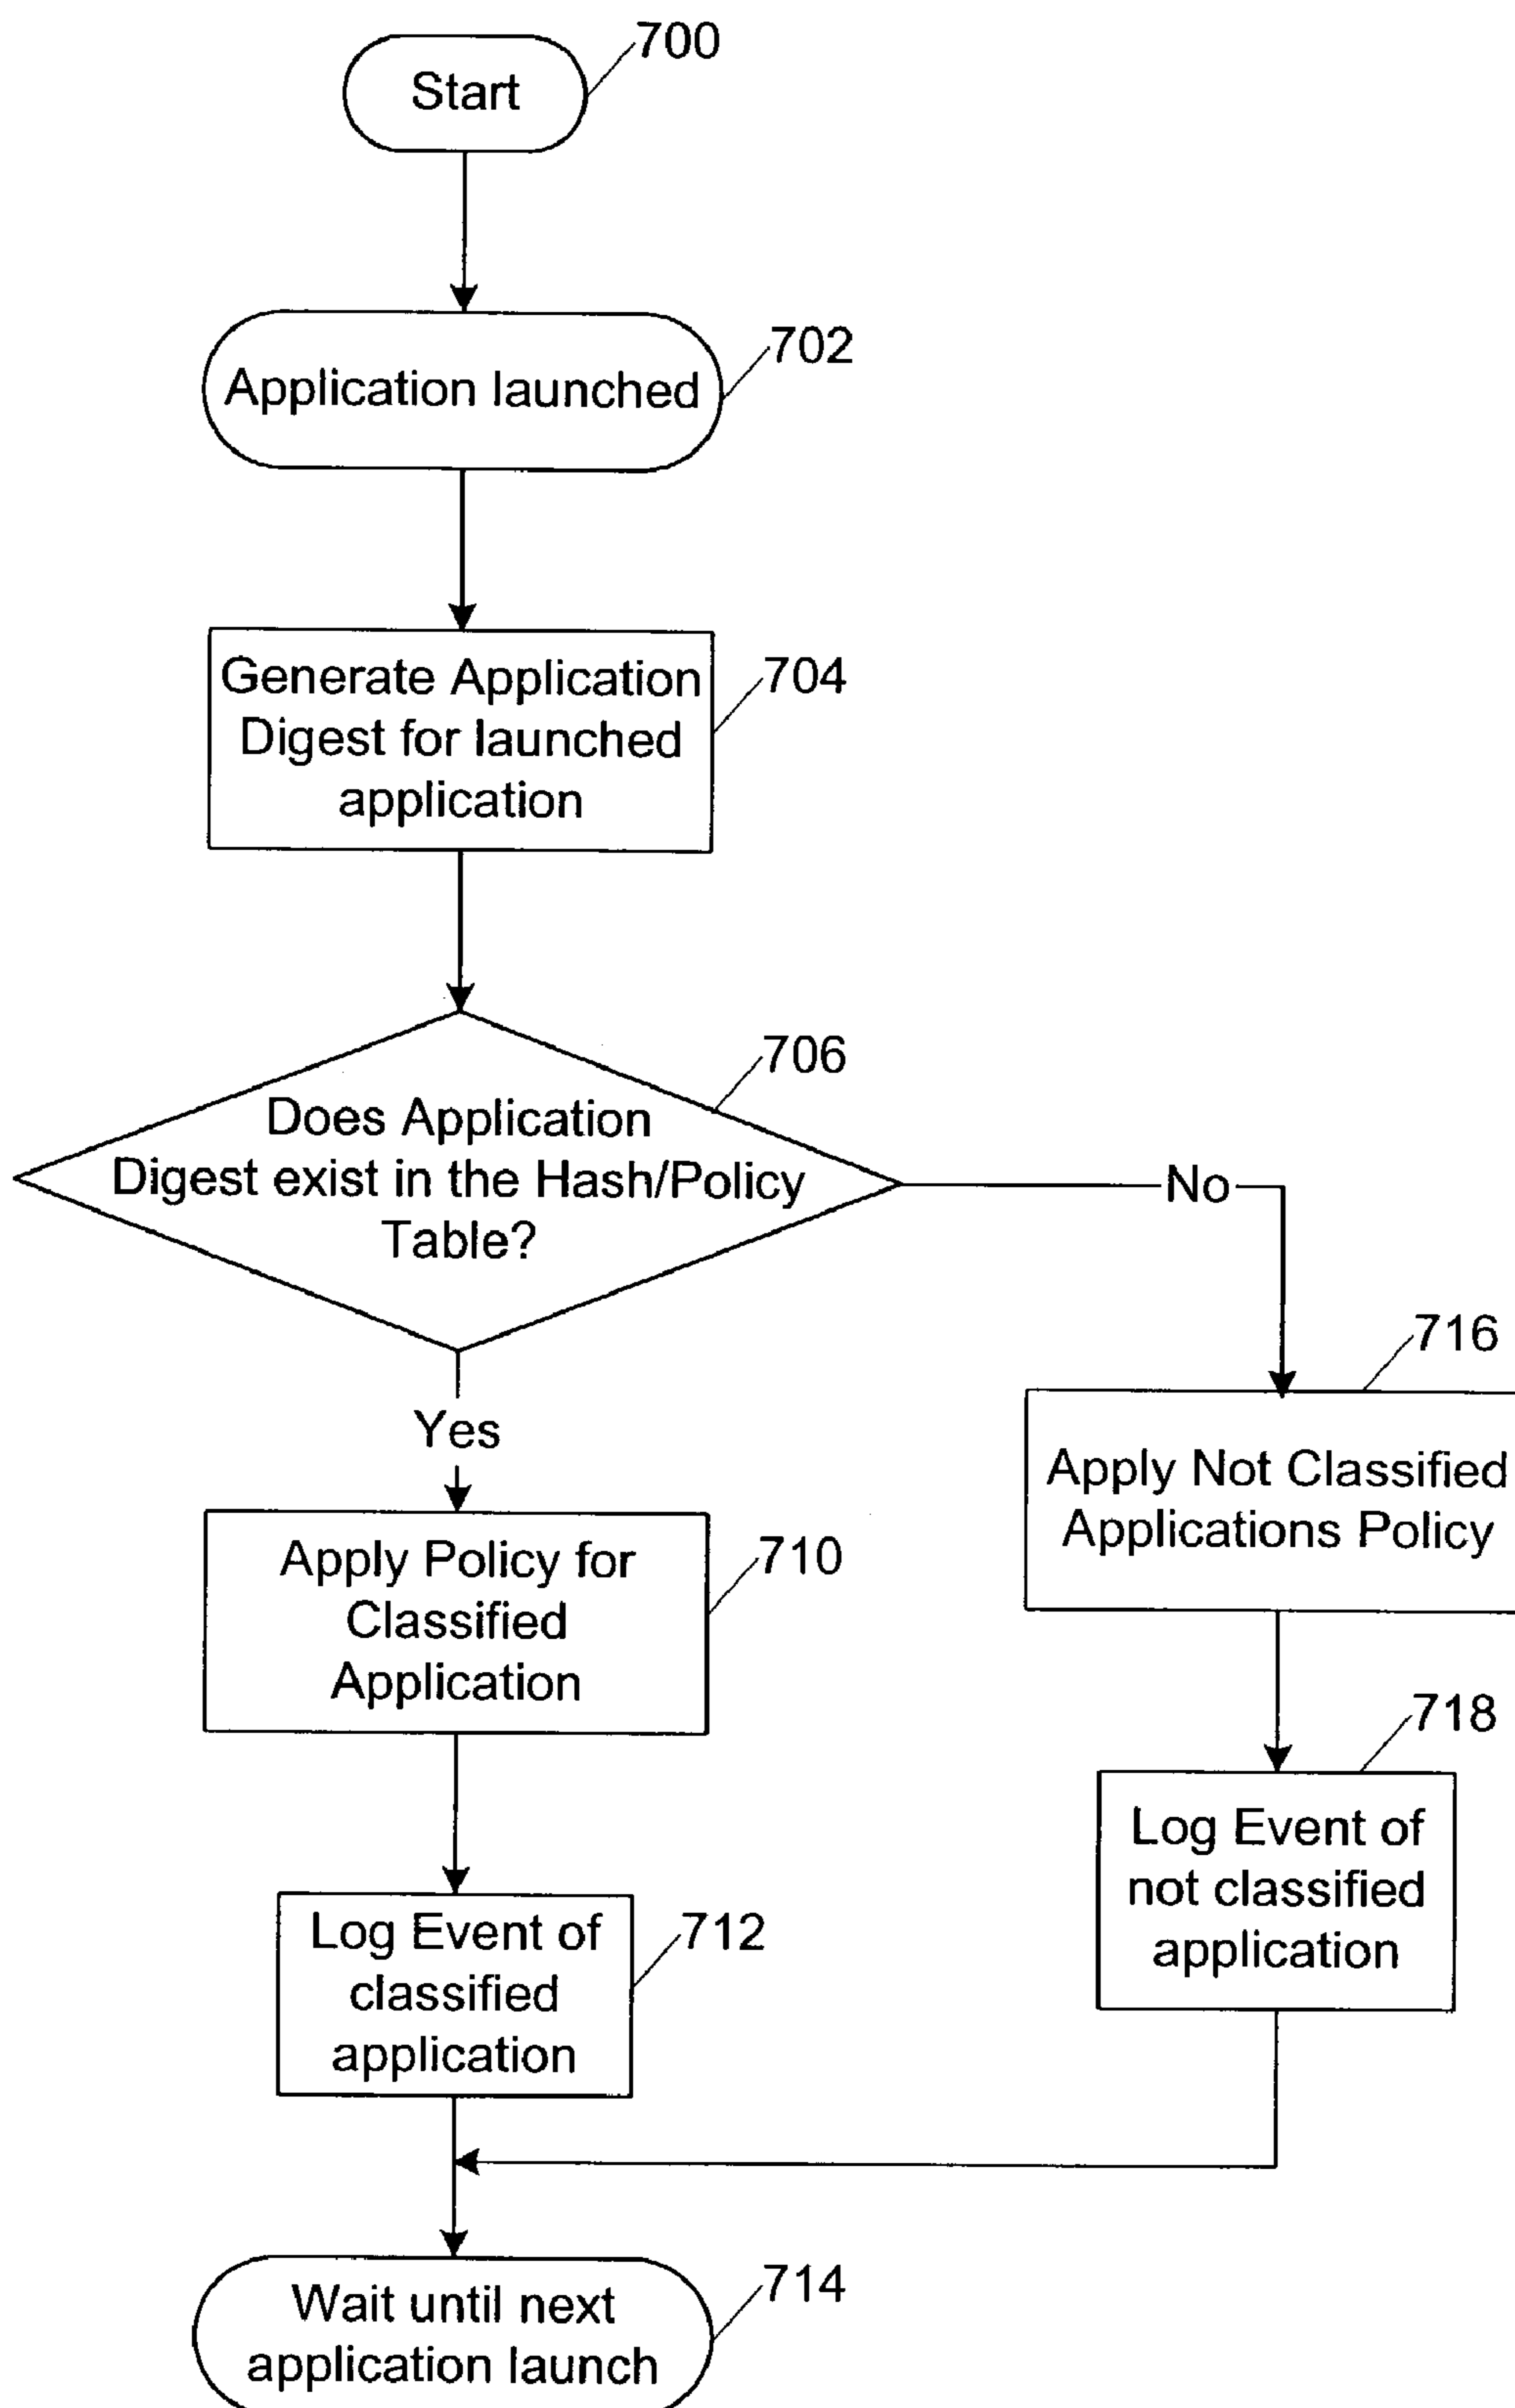 700
Start
702
Application launched
704
Generate Application
Digest for launched
application
706
Does Application
Digest exist in the Hash/Policy
Table?
No
Yes
716
Apply Not Classified
Applications Policy
710
Apply Policy for
Classified
Application
718
Log Event of
not classified
application
712
Log Event of
classified
application
714
Wait until next
application launch